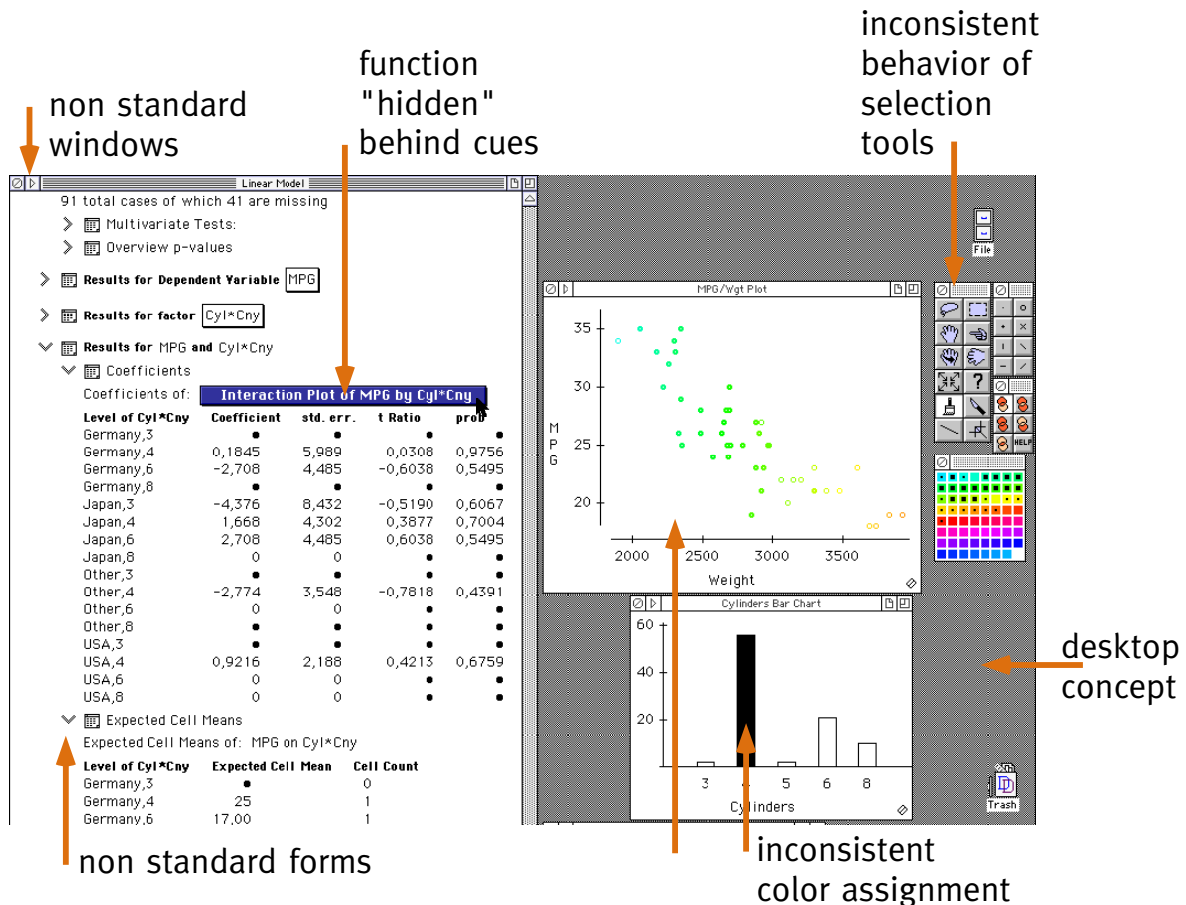 inconsistent
behavior of
selection
tools
function
"hidden"
behind cues
non standard
windows
Linear Model
91 total cases of which 41 are missing
Multivariate Tests:
Overview p-values
Results for Dependent Variable MPG
Results for factor Cyl*Cny
Results for MPG and Cyl*Cny
Coefficients
Coefficients of: Interaction Plot of MPG by Cyl*Cny
Level of Cyl*Cny Coefficient std. err. t Ratio prob
Germany,3 • • • •
Germany,4 0,1845 5,989 0,0308 0,9756
Germany,6 -2,708 4,485 -0,6038 0,5495
Germany,8 • • • •
Japan,3 -4,376 8,432 -0,5190 0,6067
Japan,4 1,668 4,302 0,3877 0,7004
Japan,6 2,708 4,485 0,6038 0,5495
Japan,8 0 0 • •
Other,3 • • • •
Other,4 -2,774 3,548 -0,7818 0,4391
Other,6 0 0 • •
Other,8 • • • •
USA,3 • • • •
USA,4 0,9216 2,188 0,4213 0,6759
USA,6 0 0 • •
USA,8 0 0 • •
Expected Cell Means
Expected Cell Means of: MPG on Cyl*Cny
Level of Cyl*Cny Expected Cell Mean Cell Count
Germany,3 • 0
Germany,4 25 1
Germany,6 17,00 1
non standard forms
File
MPG/Wgt Plot
35
30
25
20
MPG
2000 2500 3000 3500
Weight
?
HELP
Cylinders Bar Chart
60
40
20
3 4 5 6 8
Cylinders
desktop
concept
Trash
inconsistent
color assignment